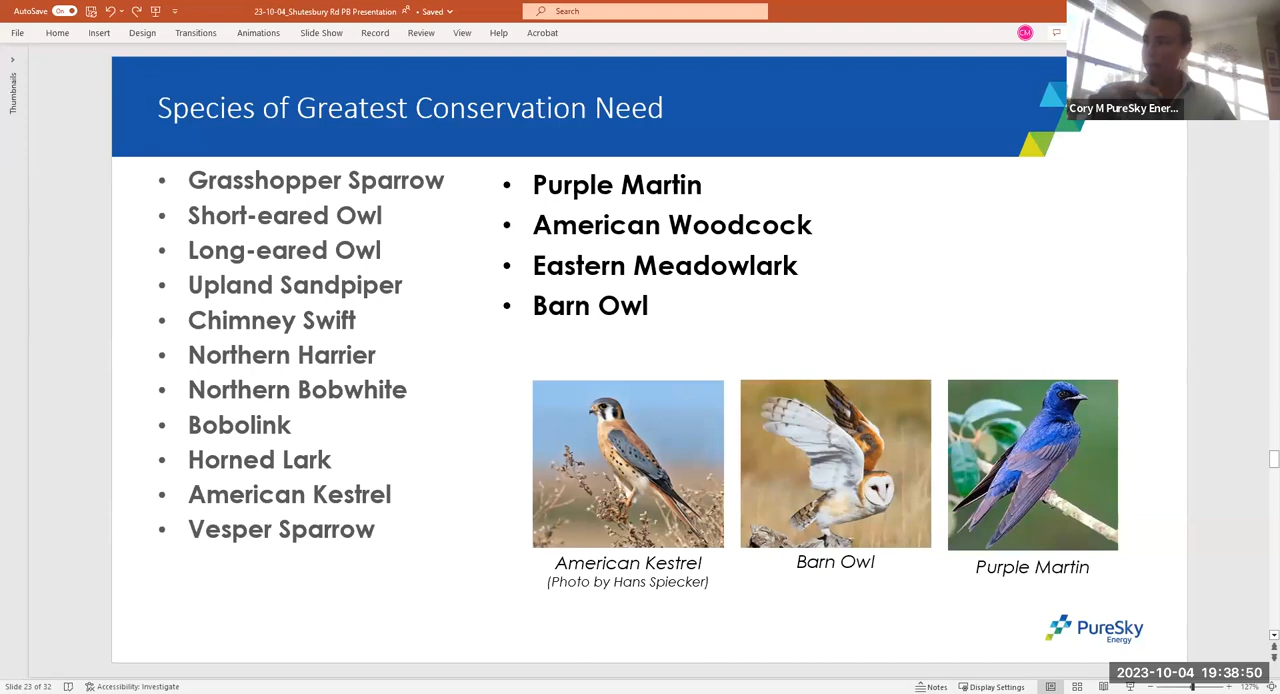 AutoSave On 23-10-04_Shutesbury Rd PB Presentation • Saved Search
File Home Insert Design Transitions Animations Slide Show Record Review View Help Acrobat CM
Thumbnails
Cory M PureSky Ener...
Species of Greatest Conservation Need
• Grasshopper Sparrow
• Short-eared Owl
• Long-eared Owl
• Upland Sandpiper
• Chimney Swift
• Northern Harrier
• Northern Bobwhite
• Bobolink
• Horned Lark
• American Kestrel
• Vesper Sparrow
• Purple Martin
• American Woodcock
• Eastern Meadowlark
• Barn Owl
American Kestrel
(Photo by Hans Spiecker)
Barn Owl
Purple Martin
PureSky
Energy
2023-10-04 19:38:50
Slide 23 of 32 Accessibility: Investigate Notes Display Settings 127%